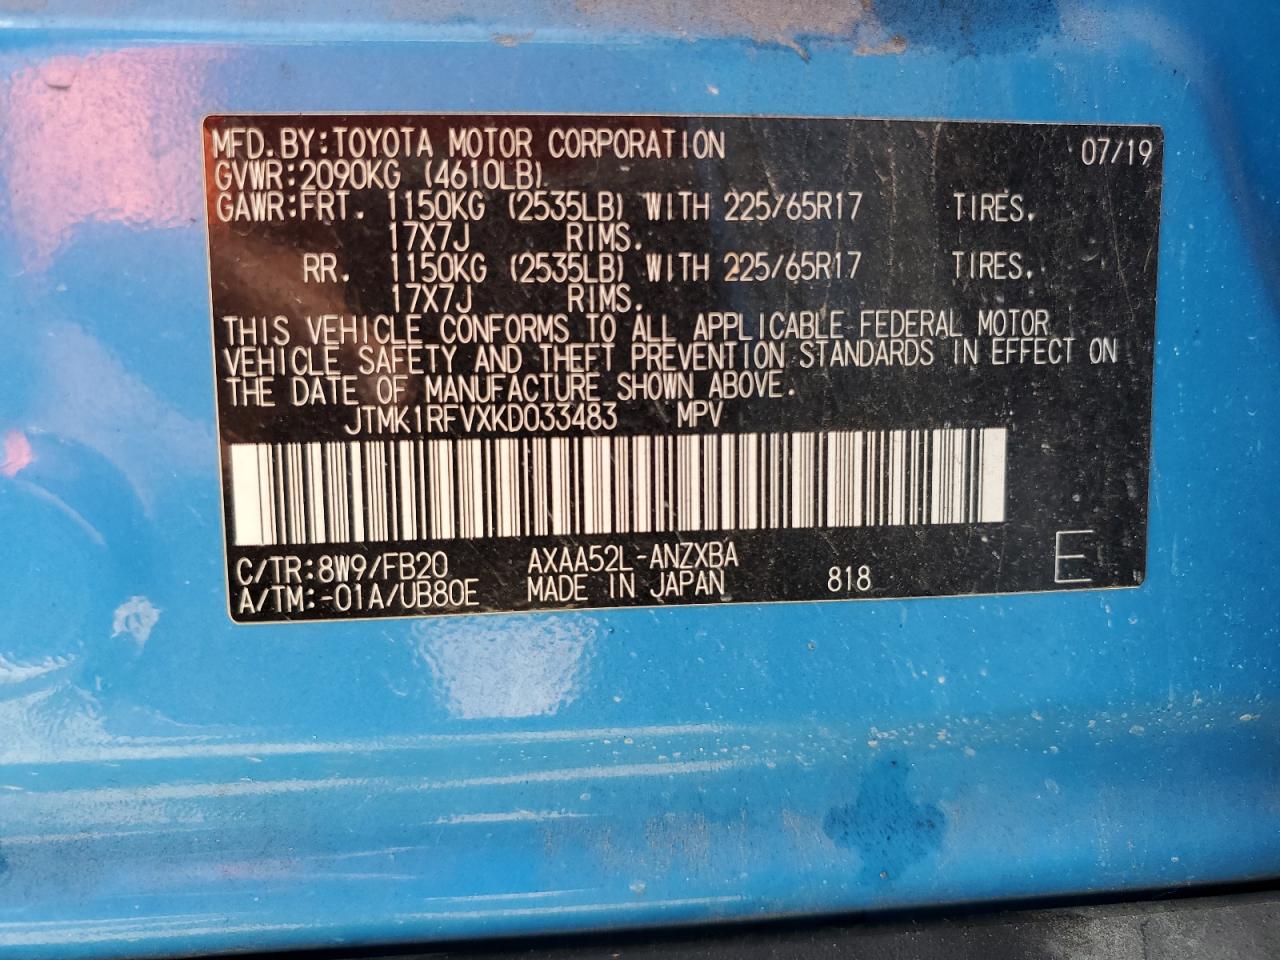 MFD.BY:TOYOTA MOTOR CORPORATION 07/19
GVWR:2090KG (4610LB)
GAWR:FRT. 1150KG (2535LB) WITH 225/65R17 TIRES.
17X7J RIMS.
RR. 1150KG (2535LB) WITH 225/65R17 TIRES.
17X7J RIMS.
THIS VEHICLE CONFORMS TO ALL APPLICABLE FEDERAL MOTOR
VEHICLE SAFETY AND THEFT PREVENTION STANDARDS IN EFFECT ON
THE DATE OF MANUFACTURE SHOWN ABOVE.
JTMK1RFVXKD033483 MPV
C/TR:8W9/FB20 AXAA52L-ANZXBA
A/TM:-01A/UB80E MADE IN JAPAN 818 E